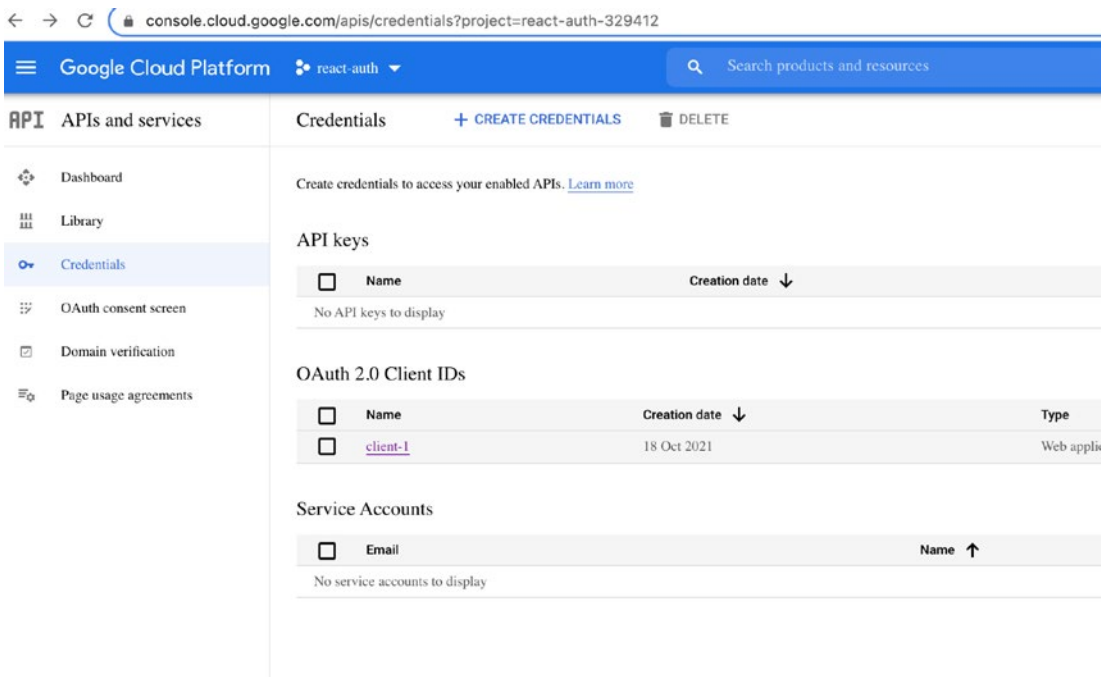 console.cloud.google.com/apis/credentials?project=react-auth-329412
Google Cloud Platform react-auth Search products and resources
API APIs and services Credentials + CREATE CREDENTIALS DELETE
Dashboard
Create credentials to access your enabled APIs. Learn more
Library
API keys
Credentials
Name Creation date
OAuth consent screen
No API keys to display
Domain verification
OAuth 2.0 Client IDs
Page usage agreements
Name Creation date Type
client-1 18 Oct 2021 Web applic
Service Accounts
Email Name
No service accounts to display